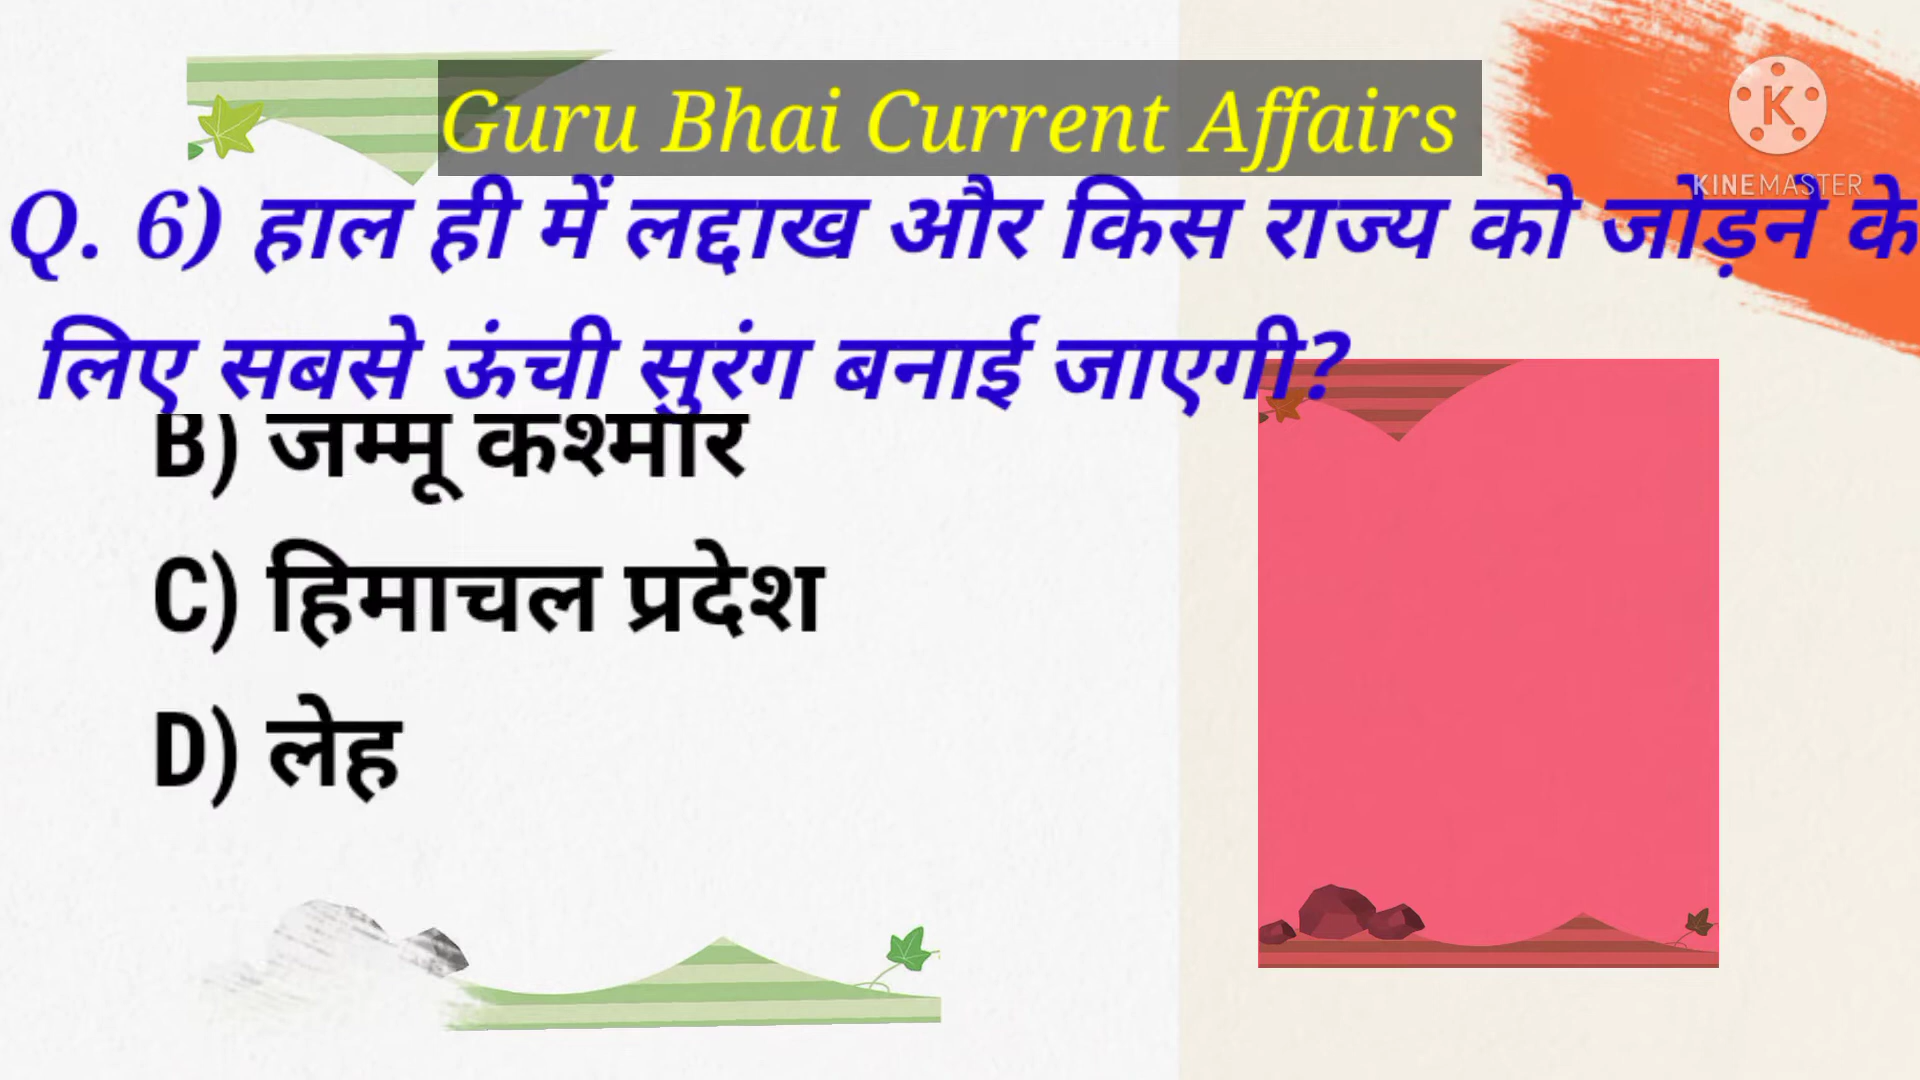 Guru Bhai Current Affairs
KINEMASTER
Q. 6) हाल ही में लद्दाख और किस राज्य को जोड़ने के
लिए सबसे ऊंची सुरंग बनाई जाएगी?
B) जम्मू कश्मीर
C) हिमाचल प्रदेश
D) लेह